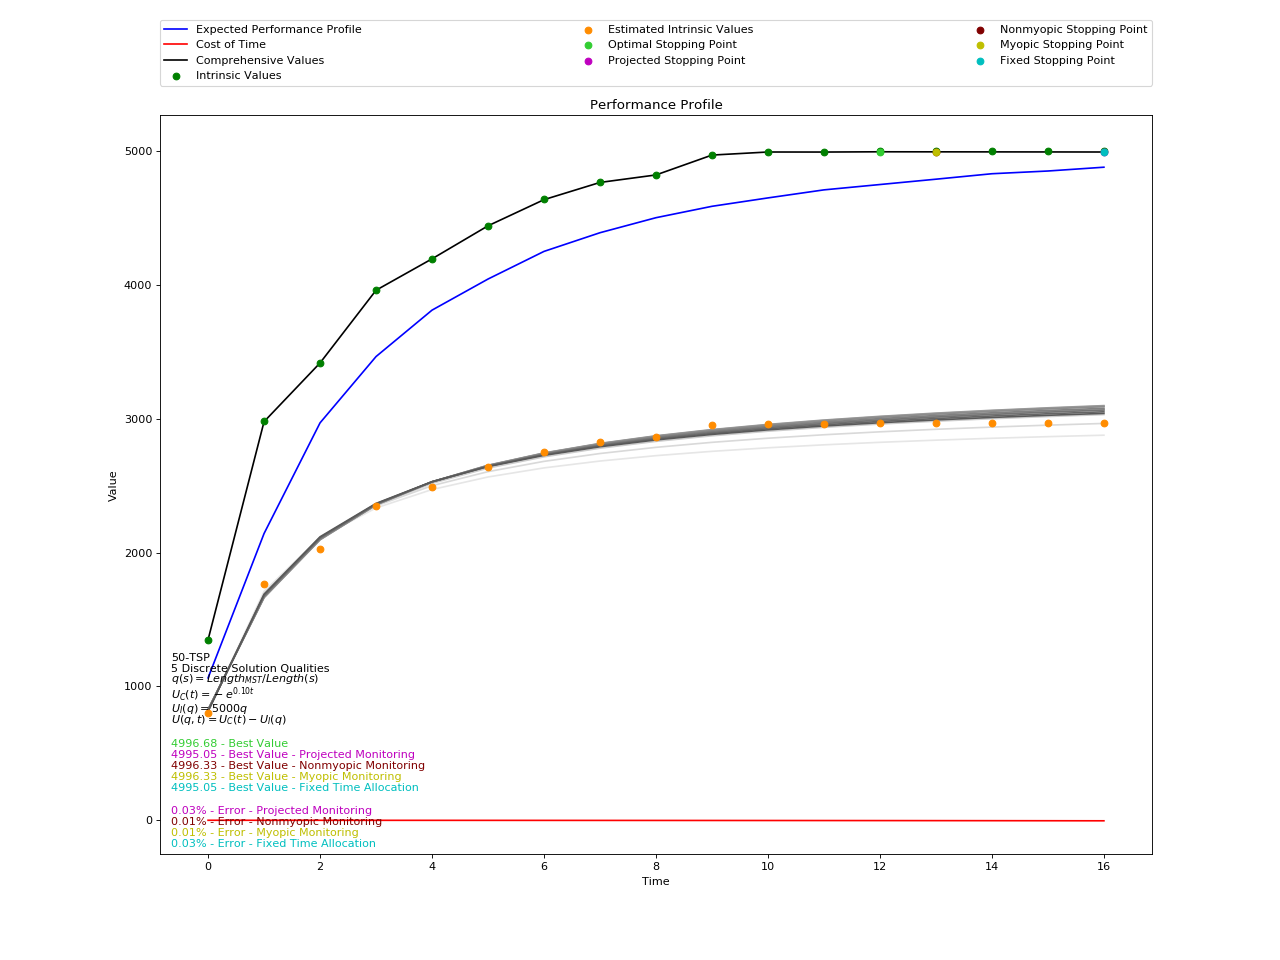 Expected Performance Profile
Cost of Time
Comprehensive Values
Intrinsic Values
Estimated Intrinsic Values
Optimal Stopping Point
Projected Stopping Point
Nonmyopic Stopping Point
Myopic Stopping Point
Fixed Stopping Point
Performance Profile
Value
5000
4000
3000
2000
1000
0
50-TSP
5 Discrete Solution Qualities
q(s) = Length_MST/Length(s)
U_C(t) = −e^0.10t
U_I(q) = 5000q
U(q, t) = U_C(t) − U_I(q)
4996.68 - Best Value
4995.05 - Best Value - Projected Monitoring
4996.33 - Best Value - Nonmyopic Monitoring
4996.33 - Best Value - Myopic Monitoring
4995.05 - Best Value - Fixed Time Allocation
0.03% - Error - Projected Monitoring
0.01% - Error - Nonmyopic Monitoring
0.01% - Error - Myopic Monitoring
0.03% - Error - Fixed Time Allocation
0 2 4 6 8 10 12 14 16
Time